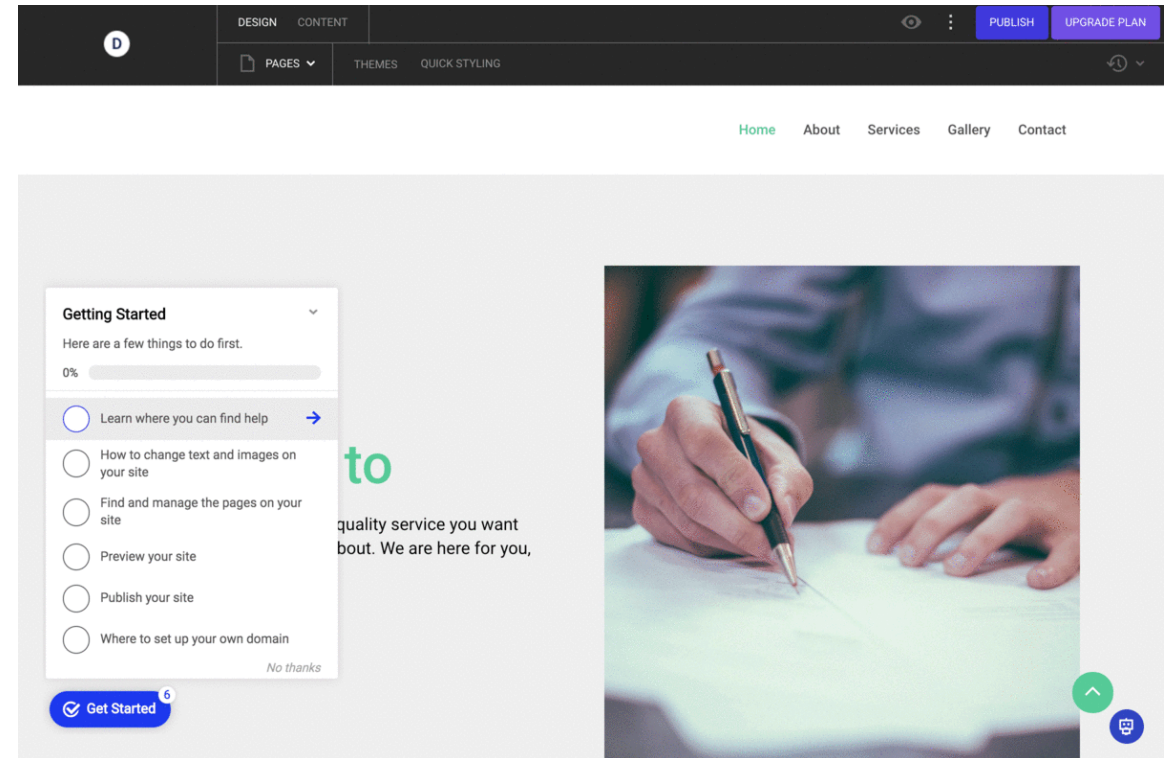 D
DESIGN CONTENT
PUBLISH UPGRADE PLAN
PAGES THEMES QUICK STYLING
Home About Services Gallery Contact
Getting Started
Here are a few things to do first.
0%
Learn where you can find help
How to change text and images on
your site
Find and manage the pages on your
site
Preview your site
Publish your site
Where to set up your own domain
No thanks
Get Started 6
to
quality service you want
bout. We are here for you,